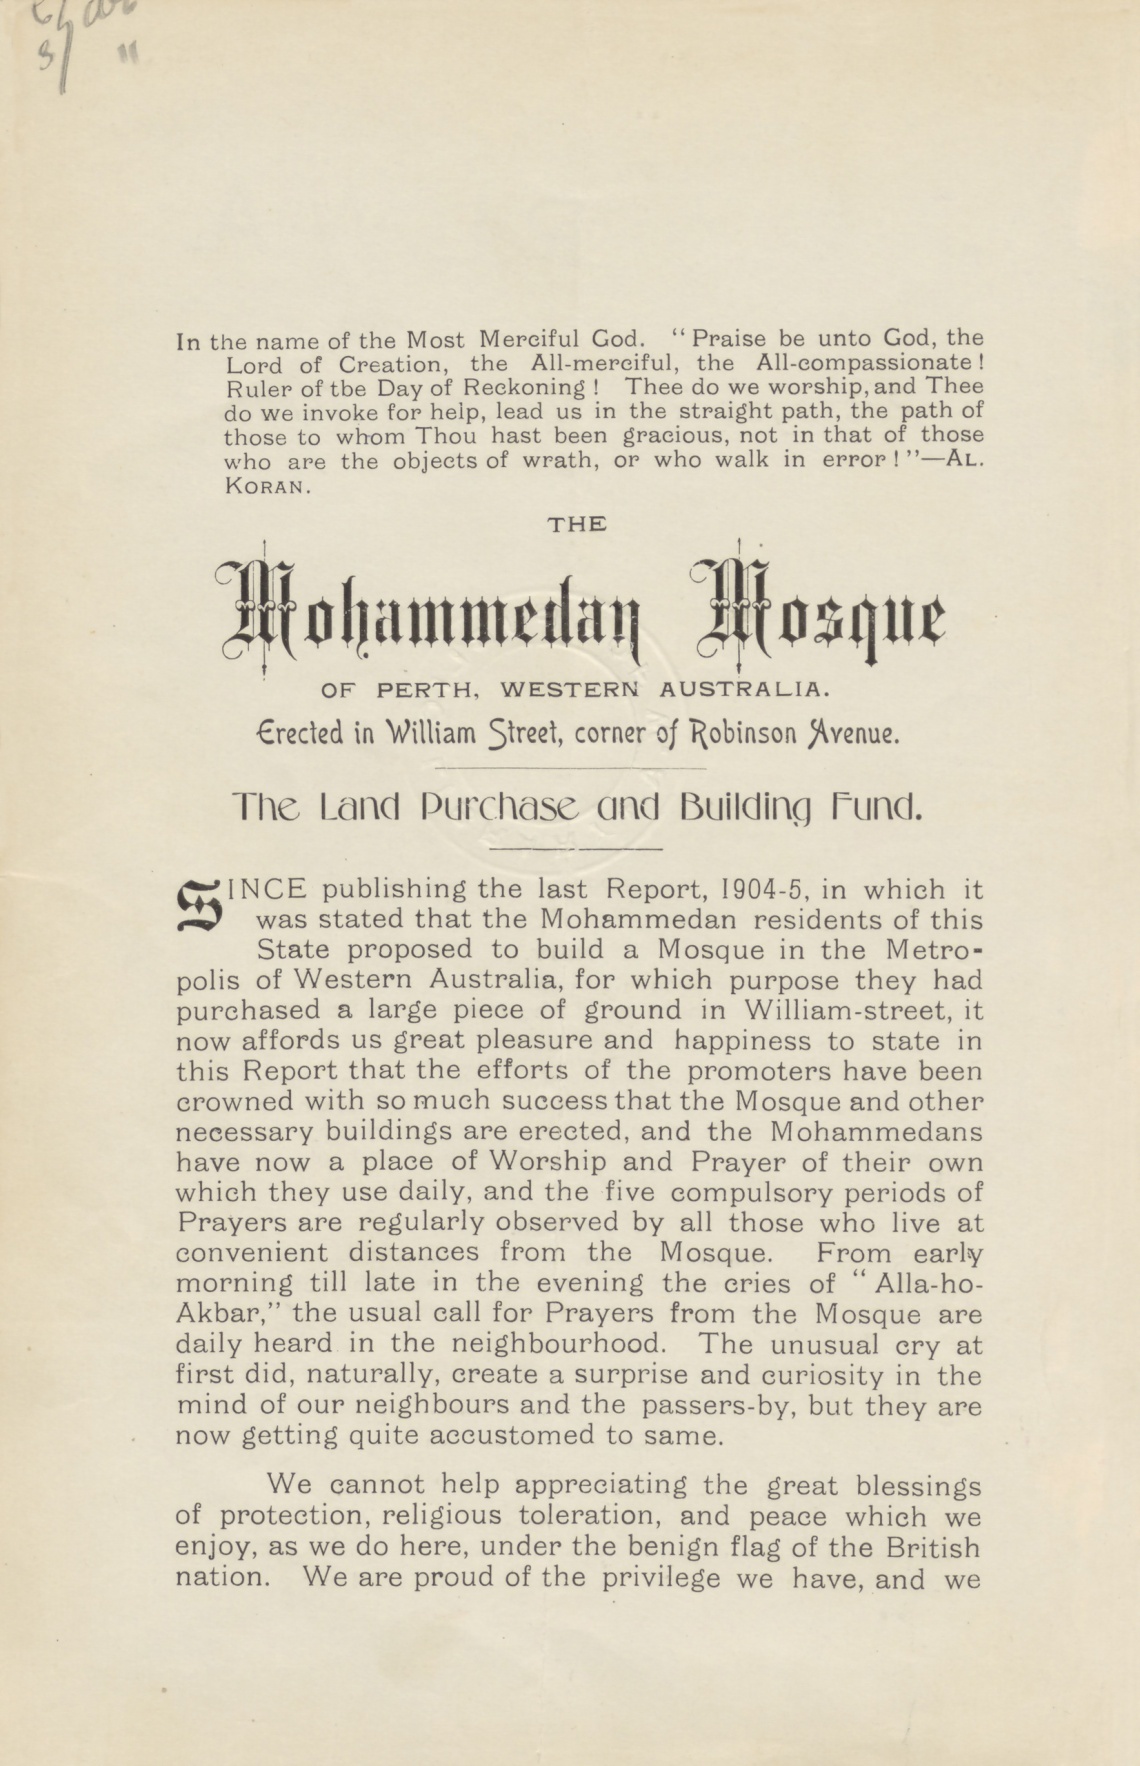 3/ "
In the name of the Most Merciful God. “ Praise be unto God, the
Lord of Creation, the All-merciful, the All-compassionate !
Ruler of tbe Day of Reckoning ! Thee do we worship, and Thee
do we invoke for help, lead us in the straight path, the path of
those to whom Thou hast been gracious, not in that of those
who are the objects of wrath, or who walk in error ! ”—AL.
KORAN.
THE
Mohammedan Mosque
OF PERTH, WESTERN AUSTRALIA.
Erected in William Street, corner of Robinson Avenue.
The Land Purchase and Building Fund.
SINCE publishing the last Report, 1904-5, in which it
was stated that the Mohammedan residents of this
State proposed to build a Mosque in the Metro-
polis of Western Australia, for which purpose they had
purchased a large piece of ground in William-street, it
now affords us great pleasure and happiness to state in
this Report that the efforts of the promoters have been
crowned with so much success that the Mosque and other
necessary buildings are erected, and the Mohammedans
have now a place of Worship and Prayer of their own
which they use daily, and the five compulsory periods of
Prayers are regularly observed by all those who live at
convenient distances from the Mosque. From early
morning till late in the evening the cries of “ Alla-ho-
Akbar,” the usual call for Prayers from the Mosque are
daily heard in the neighbourhood. The unusual cry at
first did, naturally, create a surprise and curiosity in the
mind of our neighbours and the passers-by, but they are
now getting quite accustomed to same.
We cannot help appreciating the great blessings
of protection, religious toleration, and peace which we
enjoy, as we do here, under the benign flag of the British
nation. We are proud of the privilege we have, and we